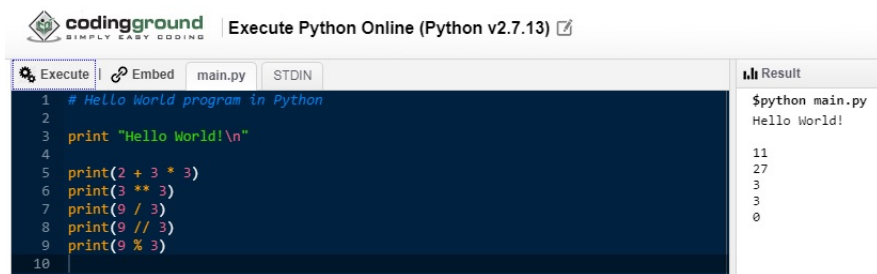 codingground
SIMPLY EASY CODING
Execute Python Online (Python v2.7.13)
Execute | Embed main.py STDIN
1 # Hello World program in Python
2
3 print "Hello World!\n"
4
5 print(2 + 3 * 3)
6 print(3 ** 3)
7 print(9 / 3)
8 print(9 // 3)
9 print(9 % 3)
10
Result
$python main.py
Hello World!
11
27
3
3
0